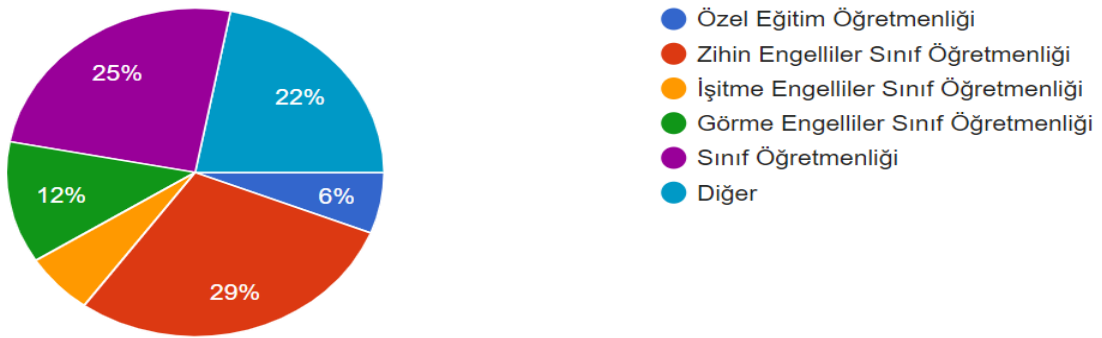 25%
22%
12%
6%
29%
Özel Eğitim Öğretmenliği
Zihin Engelliler Sınıf Öğretmenliği
İşitme Engelliler Sınıf Öğretmenliği
Görme Engelliler Sınıf Öğretmenliği
Sınıf Öğretmenliği
Diğer